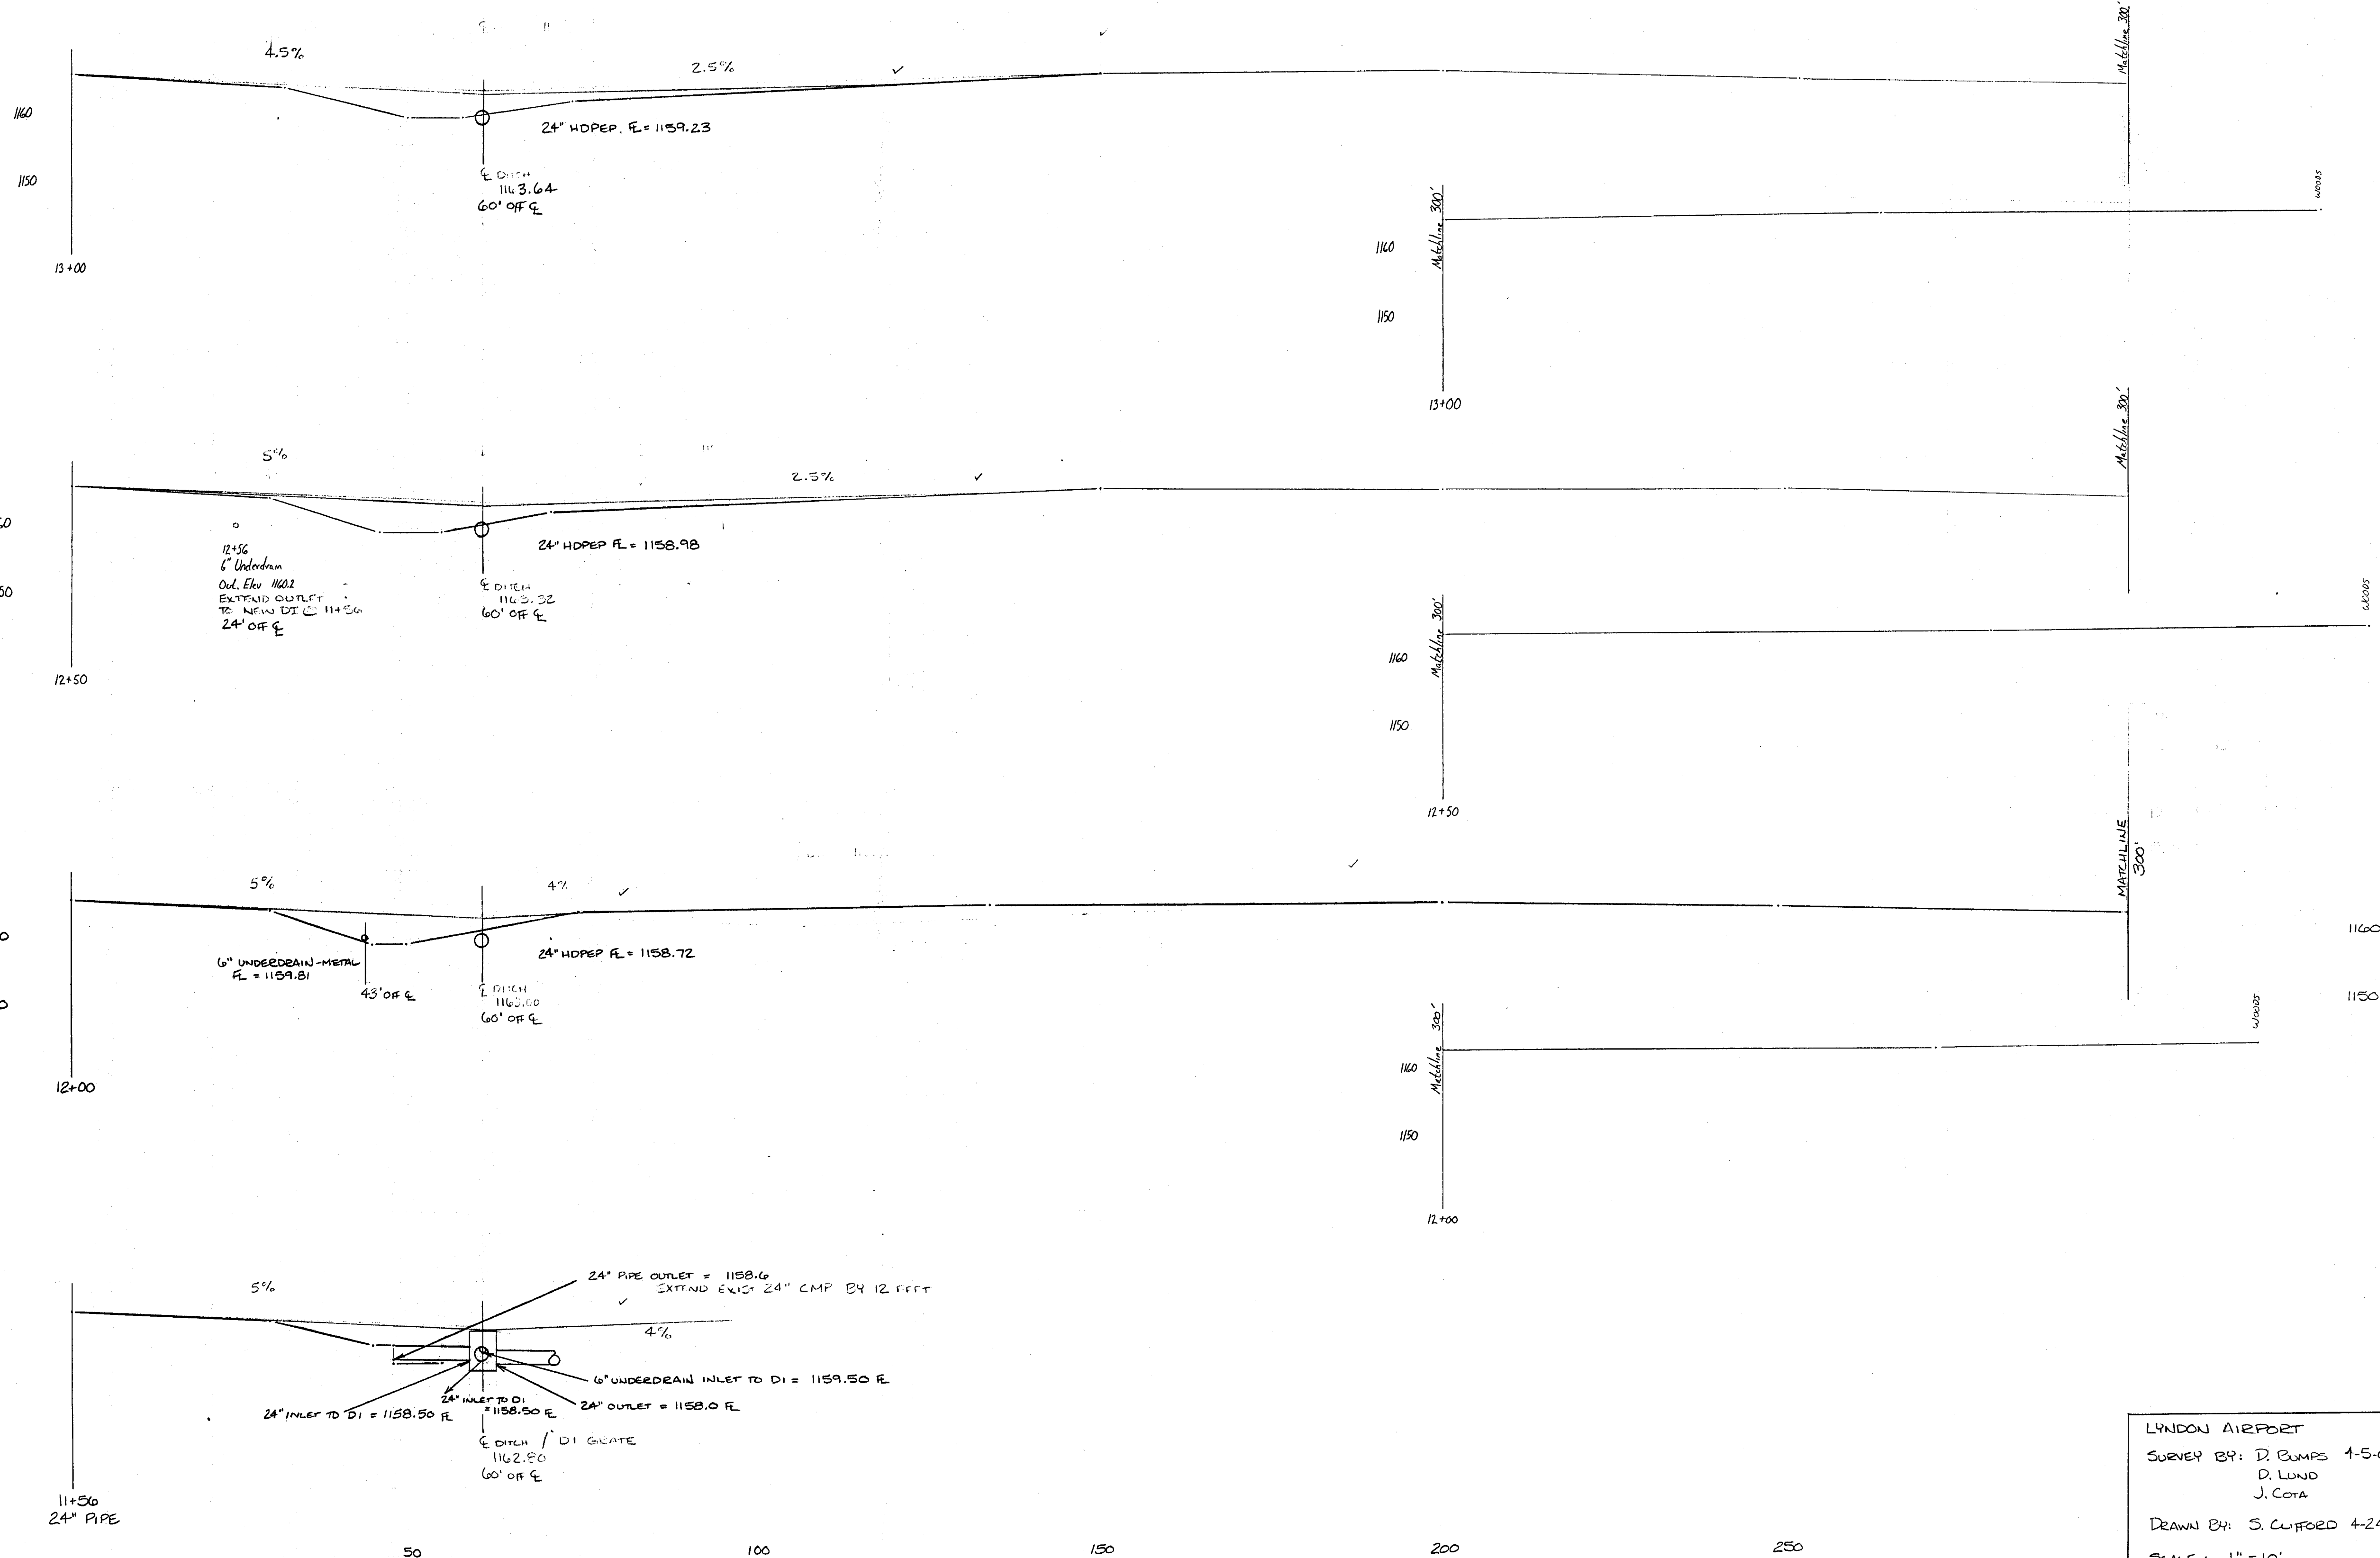 4.5%
2.5%
Matchline 300'
1160
24" HDPEP. FL = 1159.23
1150
℄ DITCH
1163.64
60' OFF ℄
13+00
Matchline 300'
WOODS
1160
1150
13+00
5%
2.5%
Matchline 300'
24" HDPEP FL = 1158.98
12+56
6" Underdrain
Out. Elev 1160.2
EXTEND OUTLET
TO NEW DI @ 11+56
24' OFF ℄
℄ DITCH
1163.32
60' OFF ℄
12+50
Matchline 300'
WOODS
1160
1150
12+50
5%
4%
MATCHLINE
300'
6" UNDERDRAIN-METAL
FL = 1159.81
24" HDPEP FL = 1158.72
43' OFF ℄
℄ DITCH
60' OFF ℄
12+00
1160
1150
Matchline 300'
WOODS
1160
1150
12+00
5%
24" PIPE OUTLET = 1158.6
EXTEND EXIST 24" CMP BY 12 FEET
4%
6" UNDERDRAIN INLET TO DI = 1159.50 FL
24" INLET TO DI = 1158.50 FL
24" INLET TO DI
= 1158.50 FL
24" OUTLET = 1158.0 FL
℄ DITCH / DI GRATE
1162.80
60' OFF ℄
11+56
24" PIPE
50
100
150
200
250
LYNDON AIRPORT
SURVEY BY: D. BUMPS 4-5-
D. LUND
J. COTA
DRAWN BY: S. CLIFFORD 4-24
SCALE: 1" = 10'